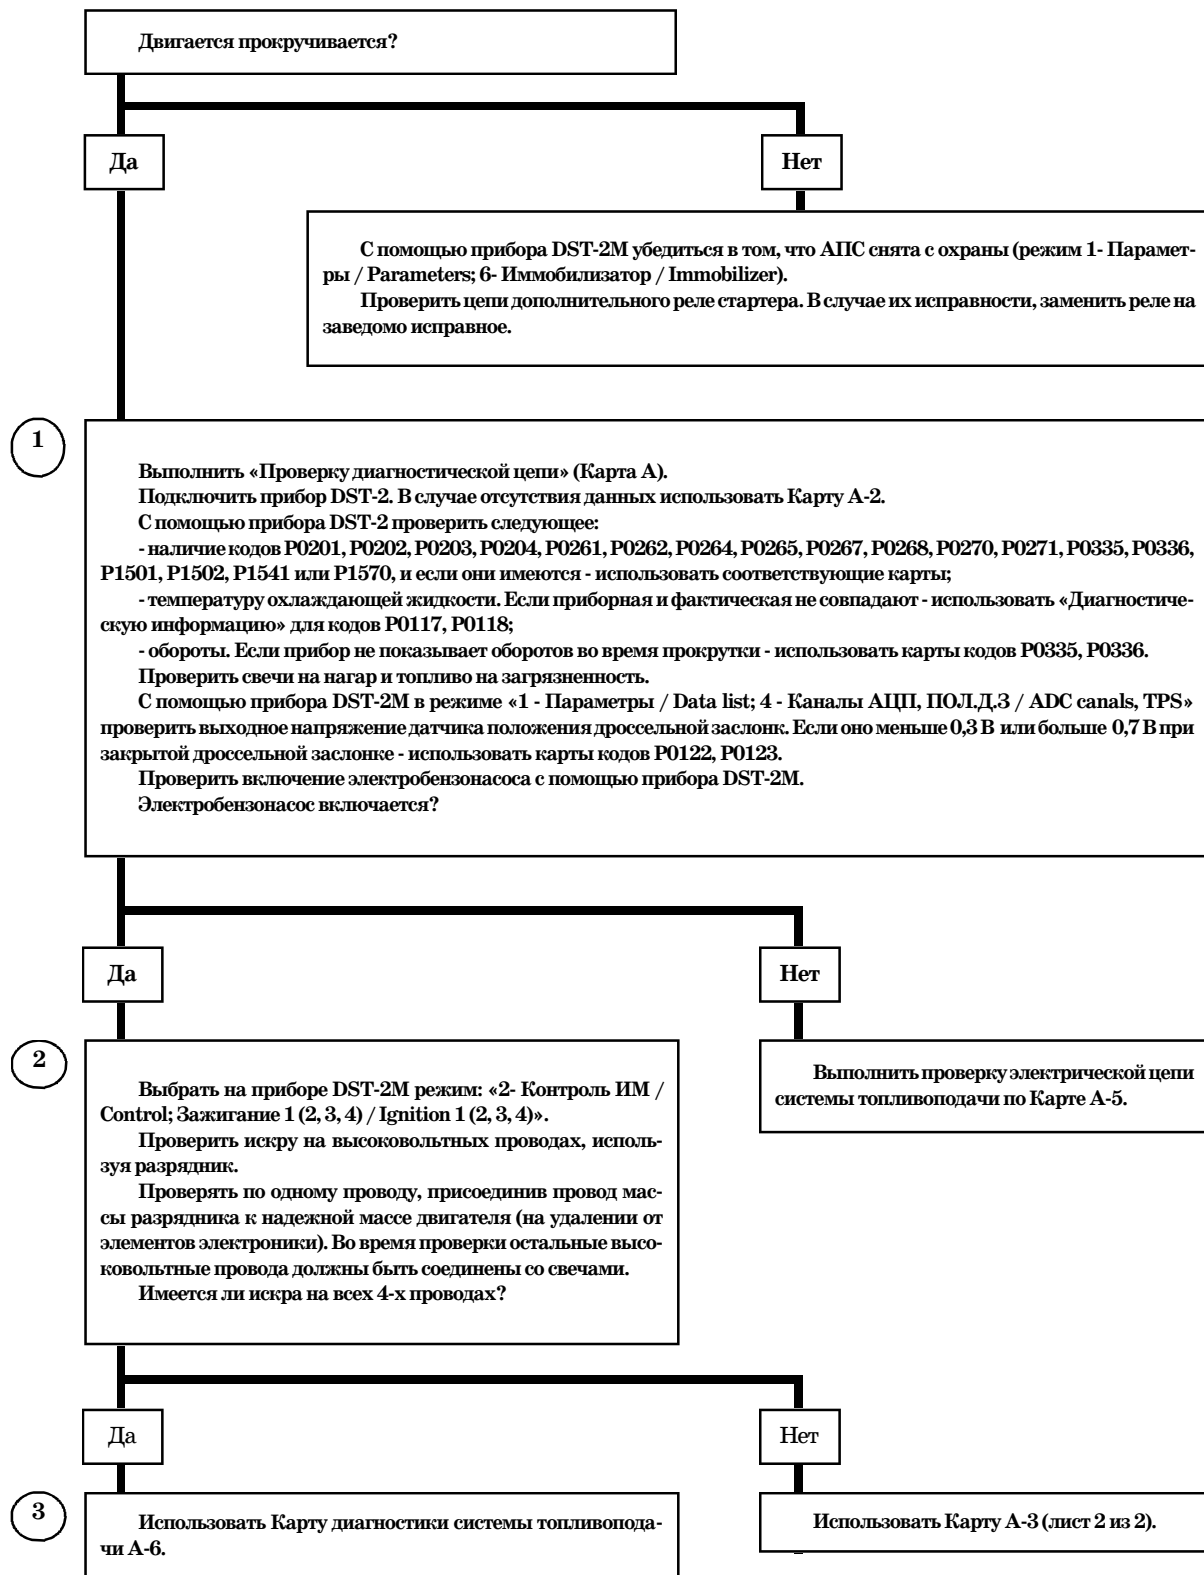 Двигается прокручивается?
Да
Нет
С помощью прибора DST-2M убедиться в том, что АПС снята с охраны (режим 1- Парамет-
ры / Parameters; 6- Иммобилизатор / Immobilizer).
Проверить цепи дополнительного реле стартера. В случае их исправности, заменить реле на
заведомо исправное.
1
Выполнить «Проверку диагностической цепи» (Карта А).
Подключить прибор DST-2. В случае отсутствия данных использовать Карту А-2.
С помощью прибора DST-2 проверить следующее:
- наличие кодов P0201, P0202, P0203, P0204, P0261, P0262, P0264, P0265, P0267, P0268, P0270, P0271, P0335, P0336,
P1501, P1502, P1541 или P1570, и если они имеются - использовать соответствующие карты;
- температуру охлаждающей жидкости. Если приборная и фактическая не совпадают - использовать «Диагностиче-
скую информацию» для кодов P0117, P0118;
- обороты. Если прибор не показывает оборотов во время прокрутки - использовать карты кодов P0335, P0336.
Проверить свечи на нагар и топливо на загрязненность.
С помощью прибора DST-2M в режиме «1 - Параметры / Data list; 4 - Каналы АЦП, ПОЛ.Д.З / ADC canals, TPS»
проверить выходное напряжение датчика положения дроссельной заслонк. Если оно меньше 0,3 В или больше 0,7 В при
закрытой дроссельной заслонке - использовать карты кодов P0122, P0123.
Проверить включение электробензонасоса с помощью прибора DST-2M.
Электробензонасос включается?
Да
Нет
2
Выбрать на приборе DST-2M режим: «2- Контроль ИМ /
Control; Зажигание 1 (2, 3, 4) / Ignition 1 (2, 3, 4)».
Проверить искру на высоковольтных проводах, исполь-
зуя разрядник.
Проверять по одному проводу, присоединив провод мас-
сы разрядника к надежной массе двигателя (на удалении от
элементов электроники). Во время проверки остальные высо-
ковольтные провода должны быть соединены со свечами.
Имеется ли искра на всех 4-х проводах?
Выполнить проверку электрической цепи
системы топливоподачи по Карте А-5.
Да
Нет
3
Использовать Карту диагностики системы топливопода-
чи А-6.
Использовать Карту А-3 (лист 2 из 2).